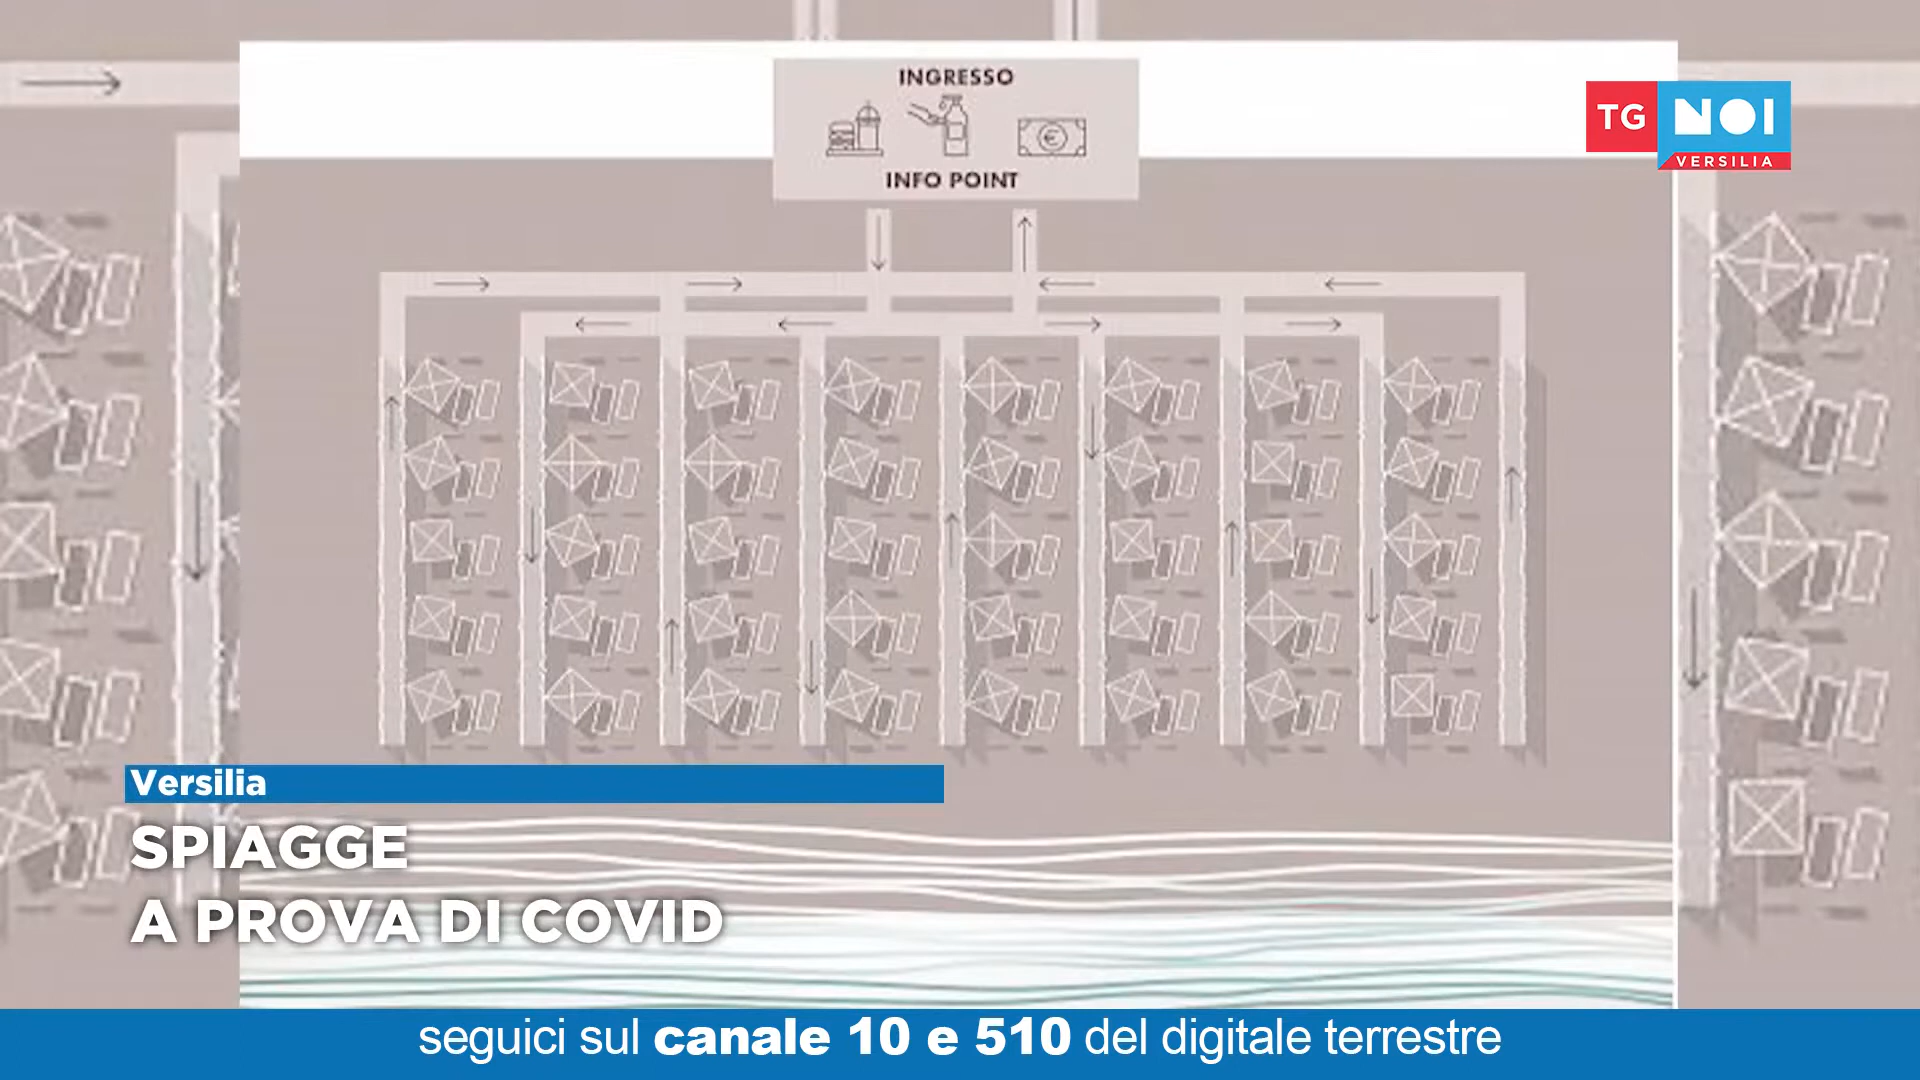 INGRESSO
INFO POINT
TG NOI
VERSILIA
Versilia
SPIAGGE
A PROVA DI COVID
seguici sul canale 10 e 510 del digitale terrestre